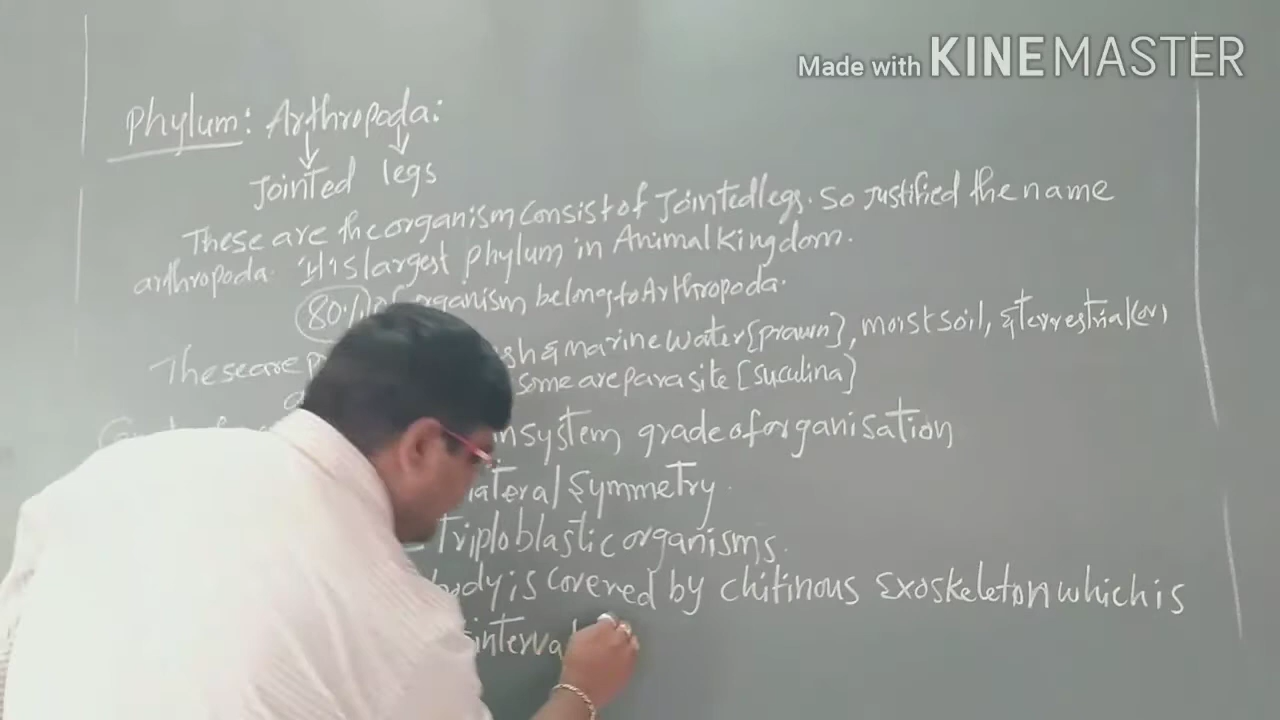 Made with KINEMASTER
Phylum: Arthropoda:
Jointed legs
These are the organism consist of Jointed legs. So justified the name
arthropoda. It is largest phylum in Animal Kingdom.
80% of organism belong to Arthropoda.
These are & marine water [prawn], moist soil, & terrestrial (or)
some are parasite [suculina]
system grade of organisation
Symmetry.
- Triploblastic organisms.
body is covered by chitinous Exoskeleton which is
interval